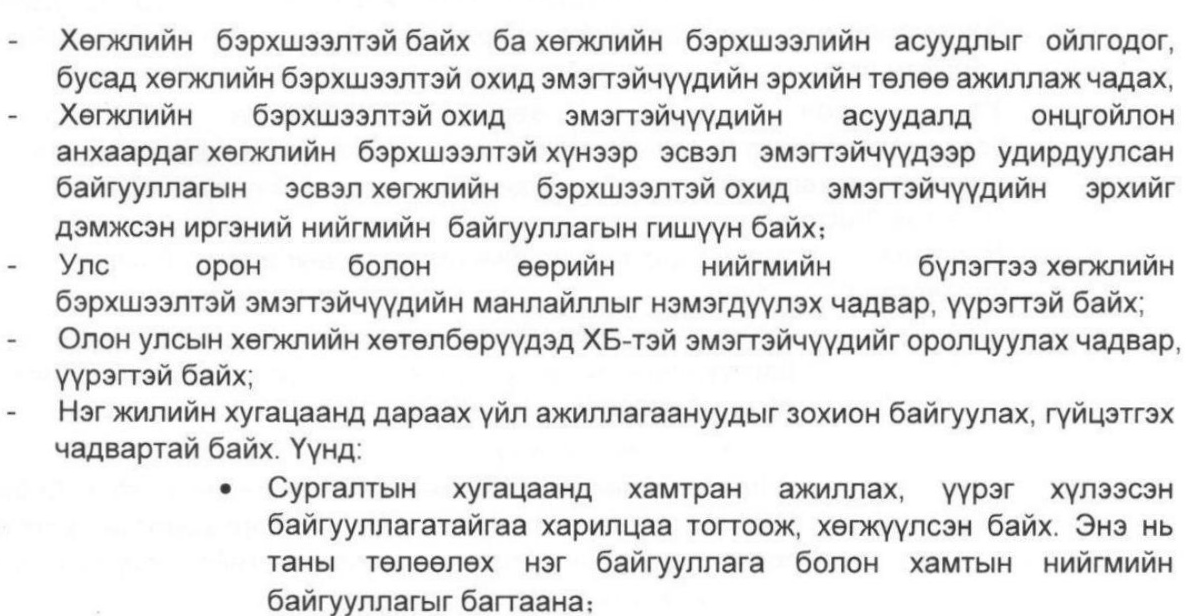 - Хөгжлийн бэрхшээлтэй байх ба хөгжлийн бэрхшээлийн асуудлыг ойлгодог,
бусад хөгжлийн бэрхшээлтэй охид эмэгтэйчүүдийн эрхийн төлөө ажиллаж чадах,
- Хөгжлийн бэрхшээлтэй охид эмэгтэйчүүдийн асуудалд онцгойлон
анхаардаг хөгжлийн бэрхшээлтэй хүнээр эсвэл эмэгтэйчүүдээр удирдуулсан
байгууллагын эсвэл хөгжлийн бэрхшээлтэй охид эмэгтэйчүүдийн эрхийг
дэмжсэн иргэний нийгмийн байгууллагын гишүүн байх;
- Улс орон болон өөрийн нийгмийн бүлэгтээ хөгжлийн
бэрхшээлтэй эмэгтэйчүүдийн манлайллыг нэмэгдүүлэх чадвар, үүрэгтэй байх;
- Олон улсын хөгжлийн хөтөлбөрүүдэд ХБ-тэй эмэгтэйчүүдийг оролцуулах чадвар,
үүрэгтэй байх;
- Нэг жилийн хугацаанд дараах үйл ажиллагаануудыг зохион байгуулах, гүйцэтгэх
чадвартай байх. Үүнд:
• Сургалтын хугацаанд хамтран ажиллах, үүрэг хүлээсэн
байгууллагатайгаа харилцаа тогтоож, хөгжүүлсэн байх. Энэ нь
таны төлөөлөх нэг байгууллага болон хамтын нийгмийн
байгууллагыг багтаана;